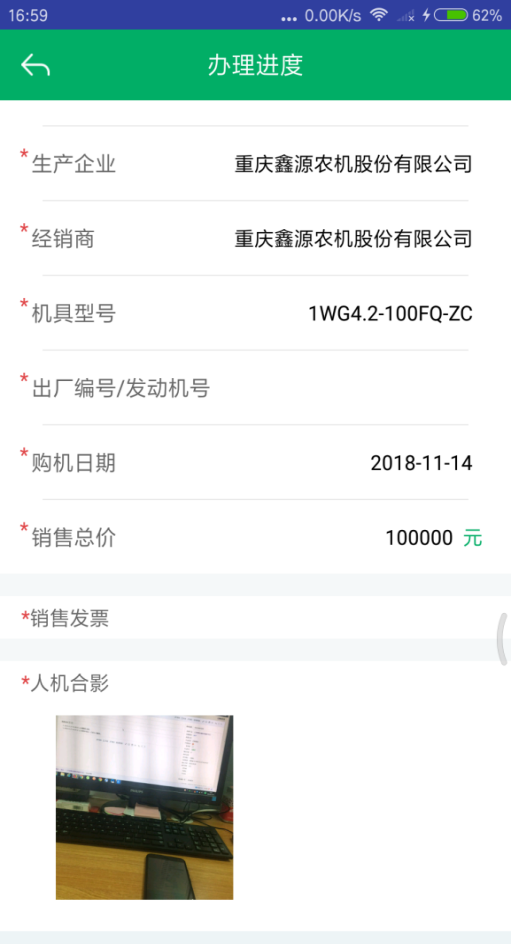 16:59 ... 0.00K/s 62%
办理进度
*生产企业 重庆鑫源农机股份有限公司
*经销商 重庆鑫源农机股份有限公司
*机具型号 1WG4.2-100FQ-ZC
*出厂编号/发动机号
*购机日期 2018-11-14
*销售总价 100000 元
*销售发票
*人机合影